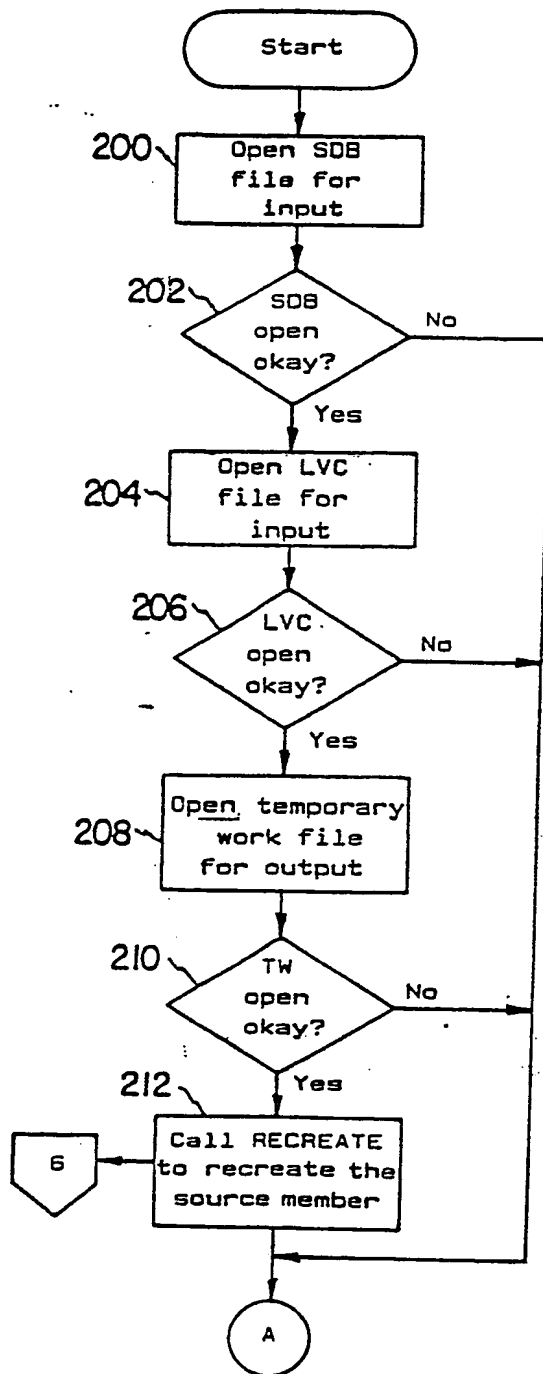 Start
200
Open SDB
file for
input
202
SDB
open
okay?
No
Yes
204
Open LVC
file for
input
206
LVC
open
okay?
No
Yes
208
Open temporary
work file
for output
210
TW
open
okay?
No
Yes
212
Call RECREATE
to recreate the
source member
6
A